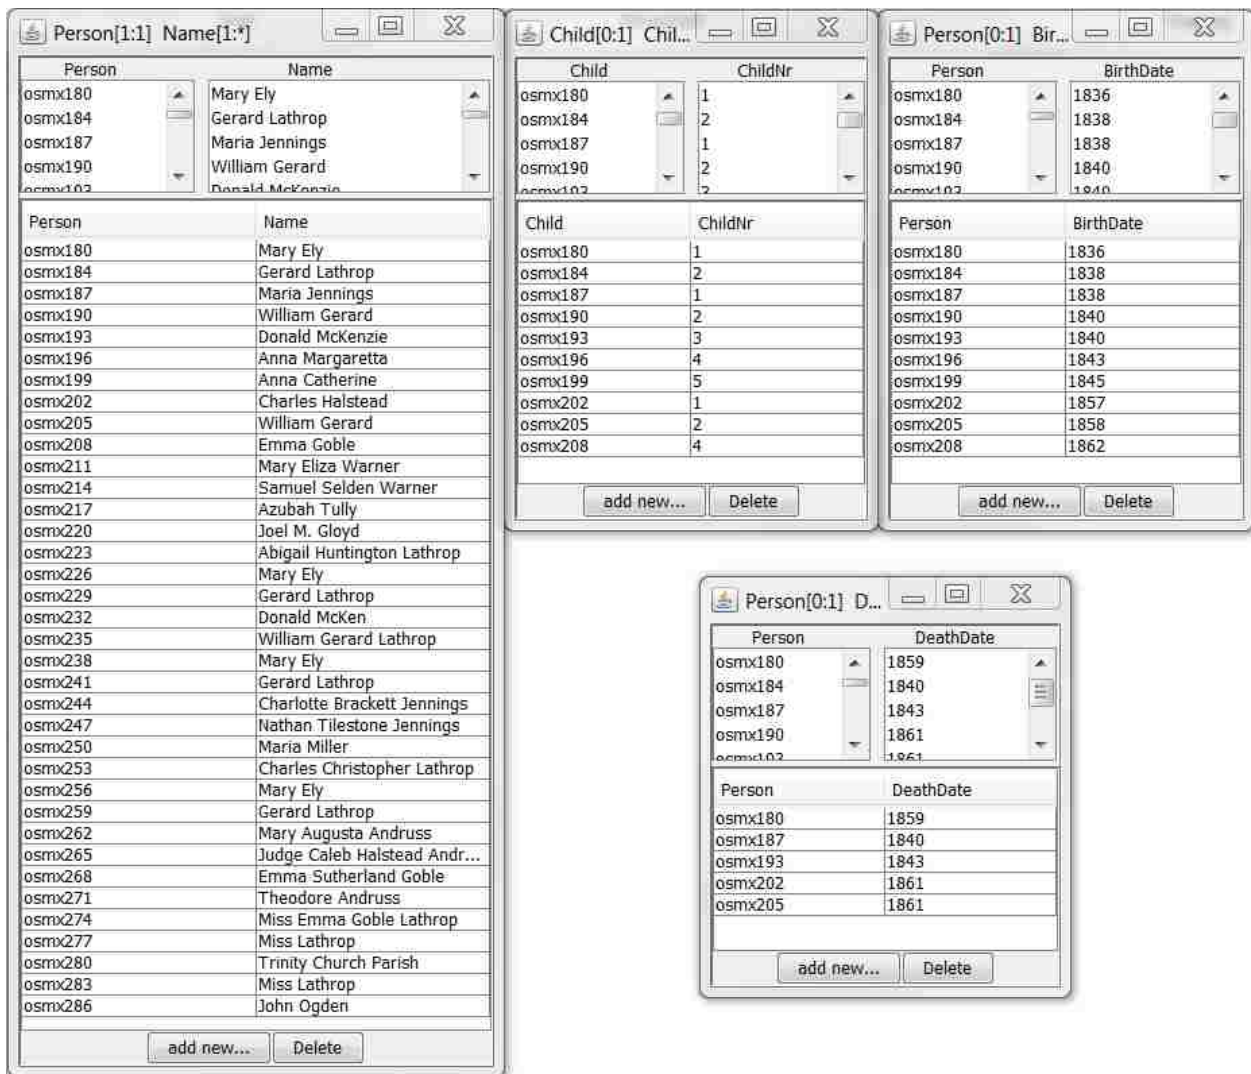 Person[1:1] Name[1:*]
Person Name
osmx180 Mary Ely
osmx184 Gerard Lathrop
osmx187 Maria Jennings
osmx190 William Gerard
osmx193 Donald McKenzie
Person Name
osmx180 Mary Ely
osmx184 Gerard Lathrop
osmx187 Maria Jennings
osmx190 William Gerard
osmx193 Donald McKenzie
osmx196 Anna Margaretta
osmx199 Anna Catherine
osmx202 Charles Halstead
osmx205 William Gerard
osmx208 Emma Goble
osmx211 Mary Eliza Warner
osmx214 Samuel Selden Warner
osmx217 Azubah Tully
osmx220 Joel M. Gloyd
osmx223 Abigail Huntington Lathrop
osmx226 Mary Ely
osmx229 Gerard Lathrop
osmx232 Donald McKen
osmx235 William Gerard Lathrop
osmx238 Mary Ely
osmx241 Gerard Lathrop
osmx244 Charlotte Brackett Jennings
osmx247 Nathan Tilestone Jennings
osmx250 Maria Miller
osmx253 Charles Christopher Lathrop
osmx256 Mary Ely
osmx259 Gerard Lathrop
osmx262 Mary Augusta Andruss
osmx265 Judge Caleb Halstead Andr...
osmx268 Emma Sutherland Goble
osmx271 Theodore Andruss
osmx274 Miss Emma Goble Lathrop
osmx277 Miss Lathrop
osmx280 Trinity Church Parish
osmx283 Miss Lathrop
osmx286 John Ogden
add new... Delete
Child[0:1] Chil...
Child ChildNr
osmx180 1
osmx184 2
osmx187 1
osmx190 2
osmx193 3
Child ChildNr
osmx180 1
osmx184 2
osmx187 1
osmx190 2
osmx193 3
osmx196 4
osmx199 5
osmx202 1
osmx205 2
osmx208 4
add new... Delete
Person[0:1] Bir...
Person BirthDate
osmx180 1836
osmx184 1838
osmx187 1838
osmx190 1840
osmx193 1840
Person BirthDate
osmx180 1836
osmx184 1838
osmx187 1838
osmx190 1840
osmx193 1840
osmx196 1843
osmx199 1845
osmx202 1857
osmx205 1858
osmx208 1862
add new... Delete
Person[0:1] D...
Person DeathDate
osmx180 1859
osmx184 1840
osmx187 1843
osmx190 1861
osmx193 1861
Person DeathDate
osmx180 1859
osmx187 1840
osmx193 1843
osmx202 1861
osmx205 1861
add new... Delete